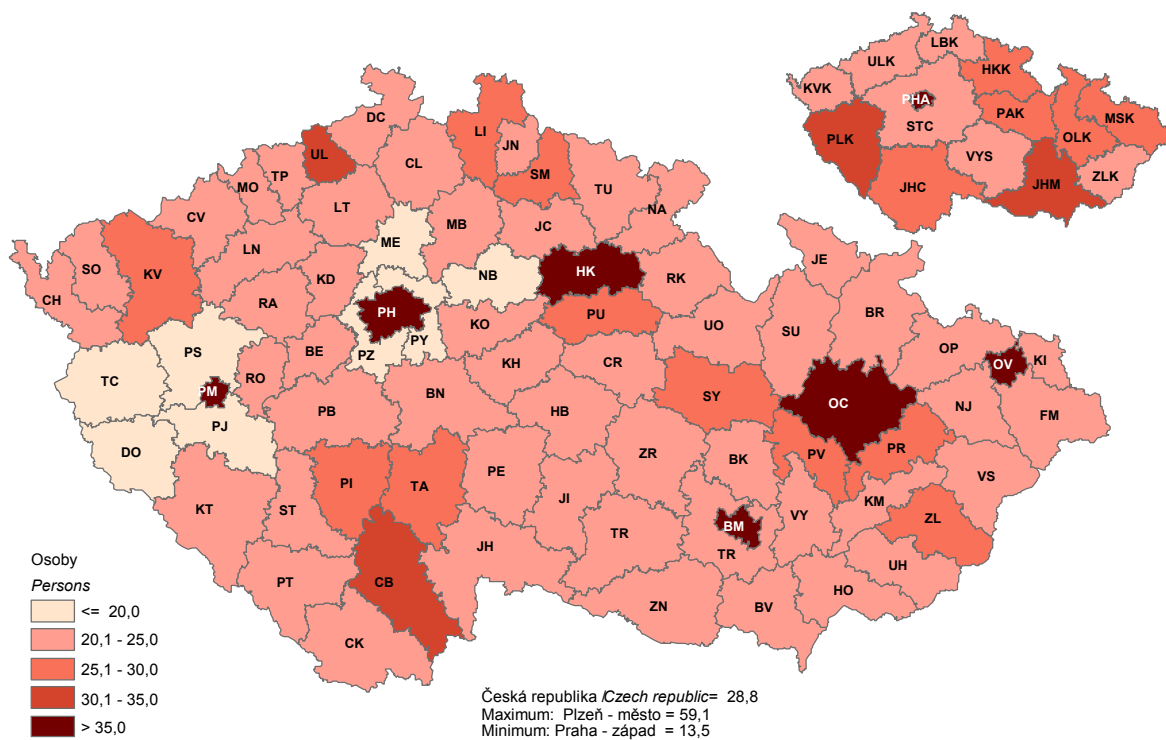 LBK
ULK
HKK
KVK
PHA
MSK
PAK
STC
OLK
PLK
VYS
ZLK
JHC
JHM
DC
LI
JN
UL
CL
SM
TP
MO
TU
LT
CV
NA
MB
JC
ME
LN
SO
KV
NB
HK
JE
KD
RK
CH
RA
PH
PU
BR
KO
UO
SU
PY
PS
BE
PZ
OP
KI
OV
KH
CR
TC
RO
PM
BN
SY
OC
NJ
FM
PB
HB
PJ
DO
ZR
BK
PV
PR
PE
VS
PI
TA
JI
KT
ST
KM
BM
VY
ZL
TR
TR
JH
UH
PT
CB
HO
ZN
BV
CK
Osoby
Persons
<= 20,0
20,1 - 25,0
25,1 - 30,0
30,1 - 35,0
> 35,0
Česká republika /Czech republic= 28,8
Maximum: Plzeň - město = 59,1
Minimum: Praha - západ = 13,5